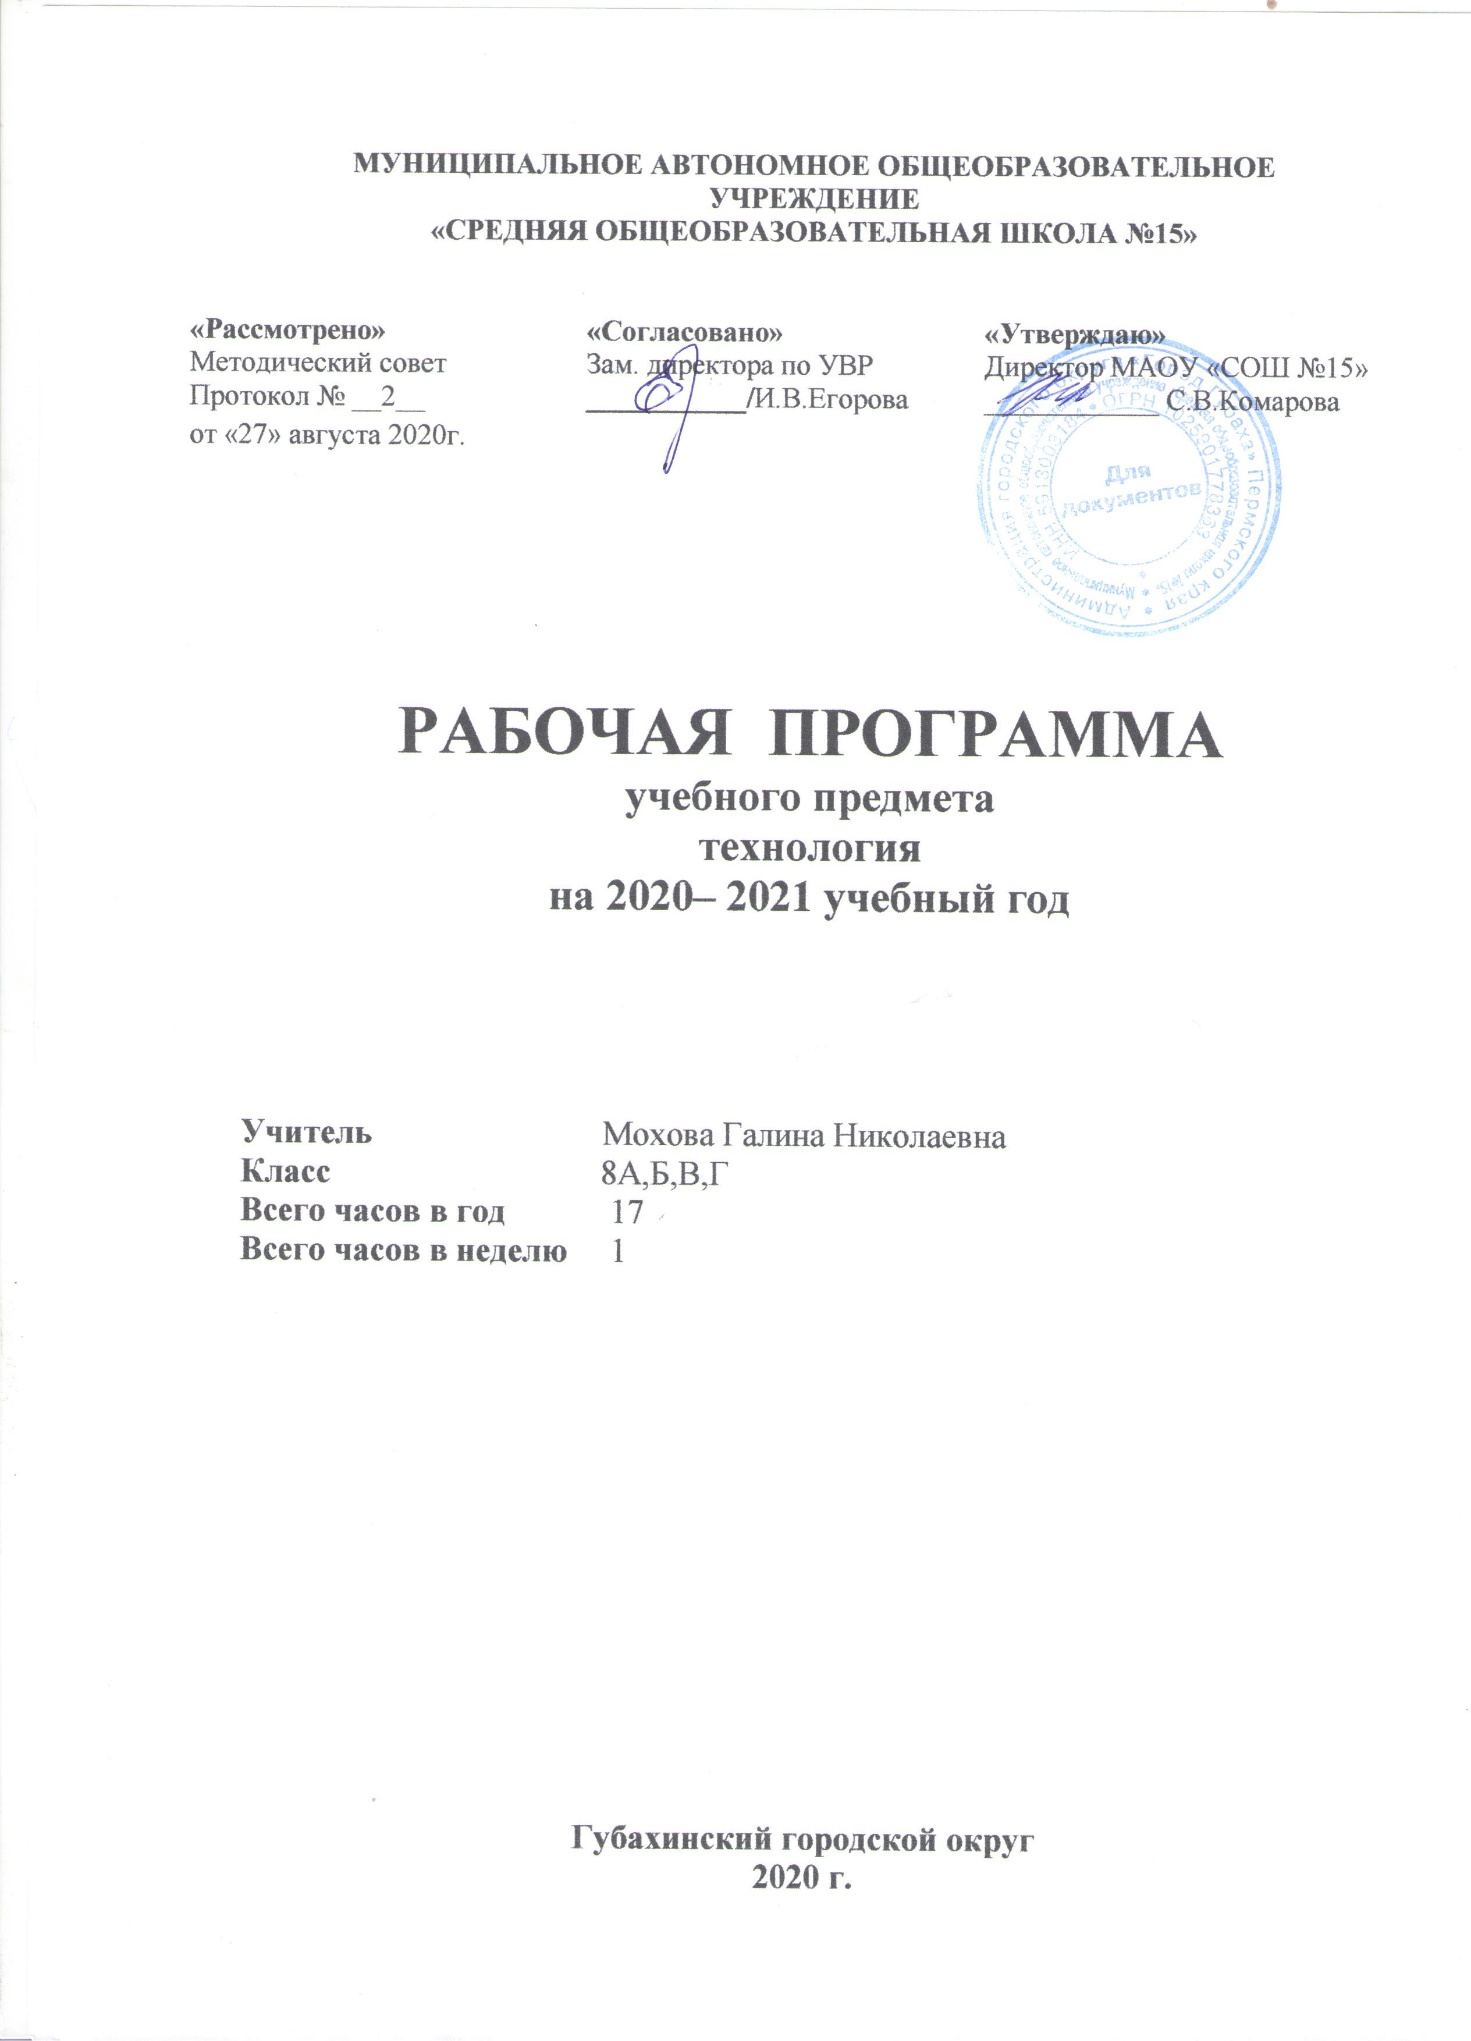 МУНИЦИПАЛЬНОЕ АВТОНОМНОЕ ОБЩЕОБРАЗОВАТЕЛЬНОЕ
УЧРЕЖДЕНИЕ
«СРЕДНЯЯ ОБЩЕОБРАЗОВАТЕЛЬНАЯ ШКОЛА №15»
«Рассмотрено»
Методический совет
Протокол № __2__
от «27» августа 2020г.
«Согласовано»
Зам. директора по УВР
____________/И.В.Егорова
«Утверждаю»
Директор МАОУ «СОШ №15»
_____________ С.В.Комарова
Для
документов
РАБОЧАЯ ПРОГРАММА
учебного предмета
технология
на 2020– 2021 учебный год
Учитель Мохова Галина Николаевна
Класс 8А,Б,В,Г
Всего часов в год 17
Всего часов в неделю 1
Губахинский городской округ
2020 г.